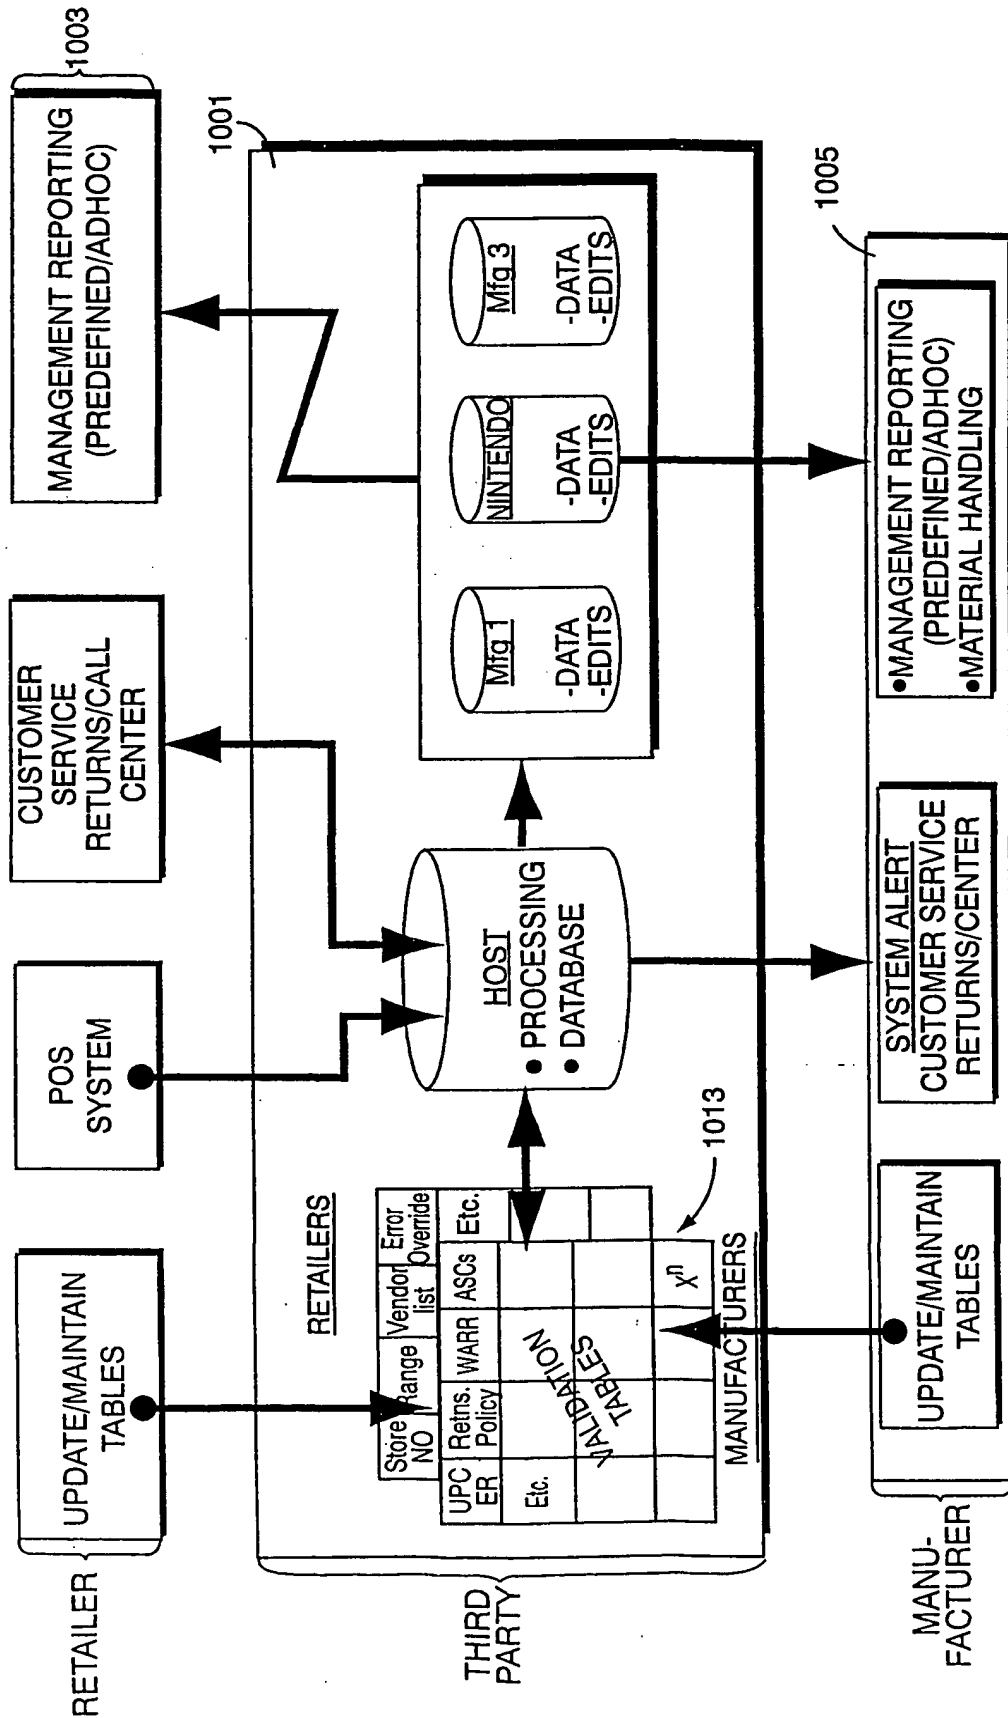 RETAILER
UPDATE/MAINTAIN
TABLES
POS
SYSTEM
CUSTOMER
SERVICE
RETURNS/CALL
CENTER
MANAGEMENT REPORTING
(PREDEFINED/ADHOC)
1003
THIRD
PARTY
1001
RETAILERS
Store
NO
Range
Vendor
list
Error
Override
UPC
ER
Retns.
Policy
WARR
ASCs
Etc.
Etc.
VALIDATION
TABLES
Xⁿ
MANUFACTURERS
1013
HOST
• PROCESSING
• DATABASE
Mfg 1
-DATA
-EDITS
NINTENDO
-DATA
-EDITS
Mfg 3
-DATA
-EDITS
MANU-
FACTURER
UPDATE/MAINTAIN
TABLES
SYSTEM ALERT
CUSTOMER SERVICE
RETURNS/CENTER
•MANAGEMENT REPORTING
(PREDEFINED/ADHOC)
•MATERIAL HANDLING
1005